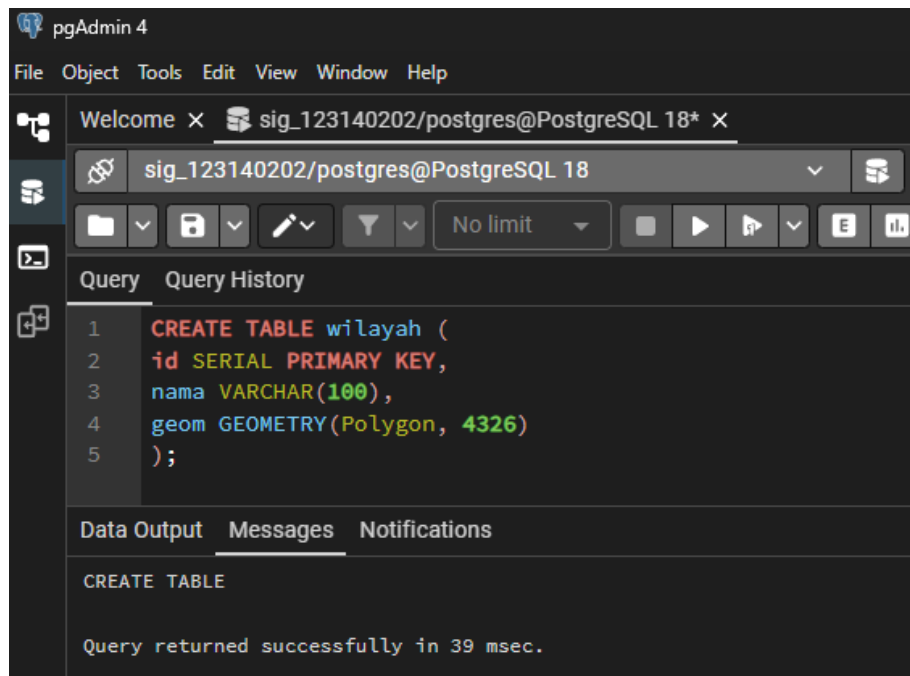 pgAdmin 4
File Object Tools Edit View Window Help
Welcome sig_123140202/postgres@PostgreSQL 18*
sig_123140202/postgres@PostgreSQL 18
No limit
E
Query Query History
1 CREATE TABLE wilayah (
2 id SERIAL PRIMARY KEY,
3 nama VARCHAR(100),
4 geom GEOMETRY(Polygon, 4326)
5 );
Data Output Messages Notifications
CREATE TABLE
Query returned successfully in 39 msec.